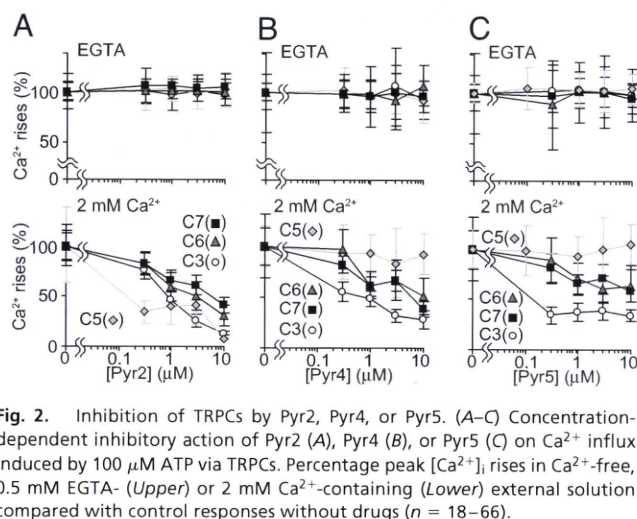 A
B
C
EGTA
EGTA
EGTA
Ca²⁺ rises (%)
100
50
0
2 mM Ca²⁺
2 mM Ca²⁺
2 mM Ca²⁺
Ca²⁺ rises (%)
100
50
0
C7(■)
C6(▲)
C3(○)
C5(◆)
C5(◆)
C6(▲)
C7(■)
C3(○)
C5(◆)
C6(▲)
C7(■)
C3(○)
0 0.1 1 10
0 0.1 1 10
0 0.1 1 10
[Pyr2] (μM)
[Pyr4] (μM)
[Pyr5] (μM)
Fig. 2. Inhibition of TRPCs by Pyr2, Pyr4, or Pyr5. (A–C) Concentration-
dependent inhibitory action of Pyr2 (A), Pyr4 (B), or Pyr5 (C) on Ca²⁺ influx
induced by 100 μM ATP via TRPCs. Percentage peak [Ca²⁺]ᵢ rises in Ca²⁺-free,
0.5 mM EGTA- (Upper) or 2 mM Ca²⁺-containing (Lower) external solution
compared with control responses without drugs (n = 18–66).